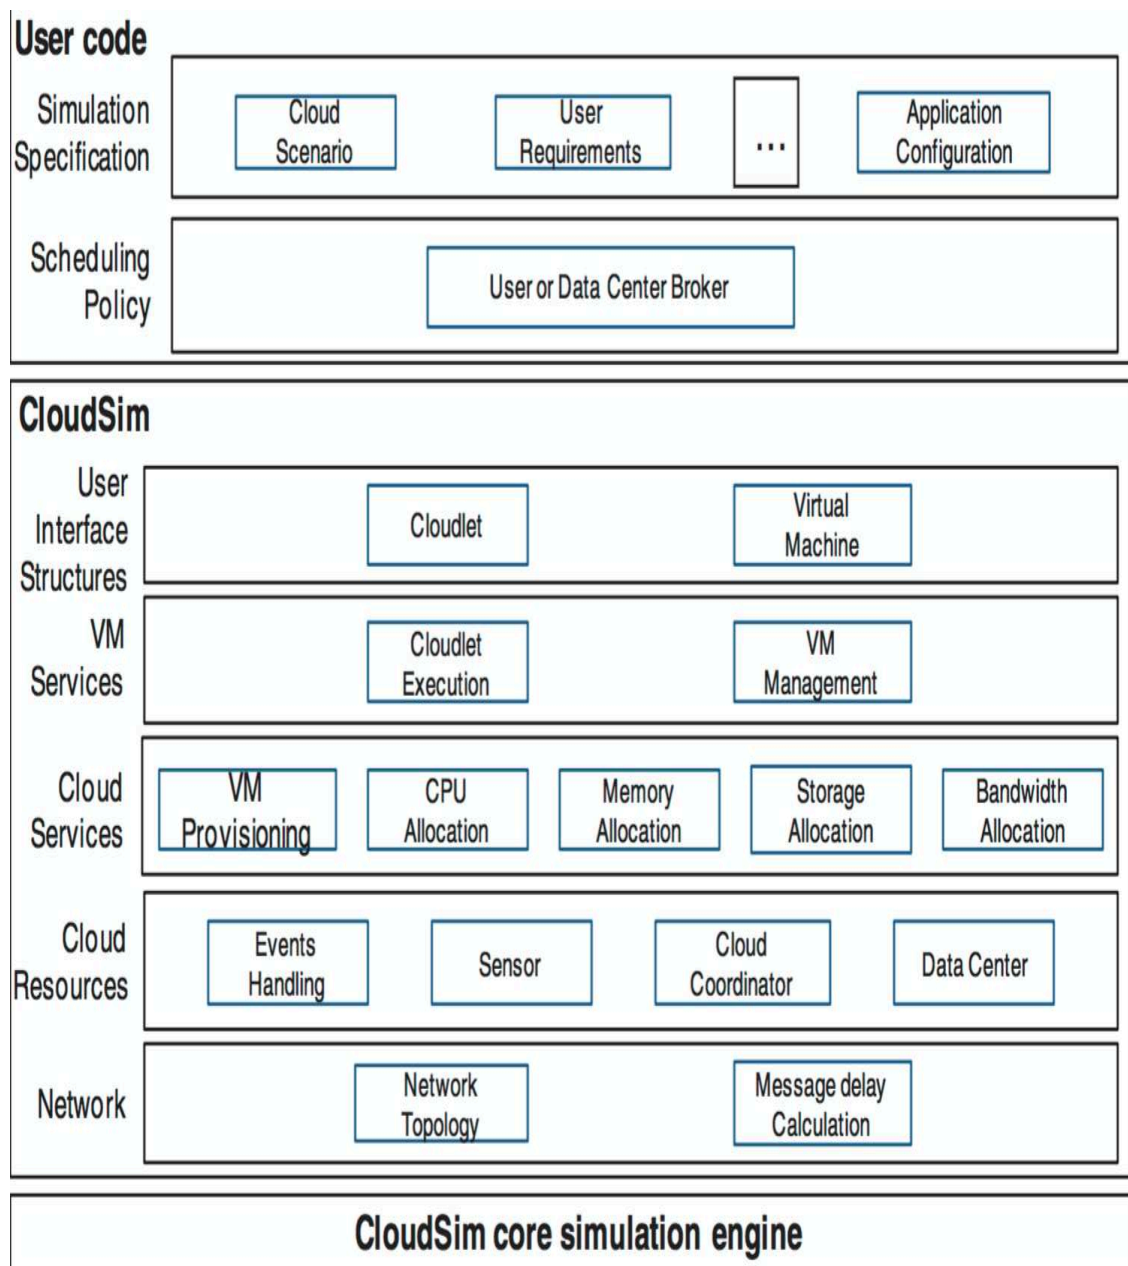 User code
Simulation
Specification
Cloud
Scenario
User
Requirements
...
Application
Configuration
Scheduling
Policy
User or Data Center Broker
CloudSim
User
Interface
Structures
Cloudlet
Virtual
Machine
VM
Services
Cloudlet
Execution
VM
Management
Cloud
Services
VM
Provisioning
CPU
Allocation
Memory
Allocation
Storage
Allocation
Bandwidth
Allocation
Cloud
Resources
Events
Handling
Sensor
Cloud
Coordinator
Data Center
Network
Network
Topology
Message delay
Calculation
CloudSim core simulation engine